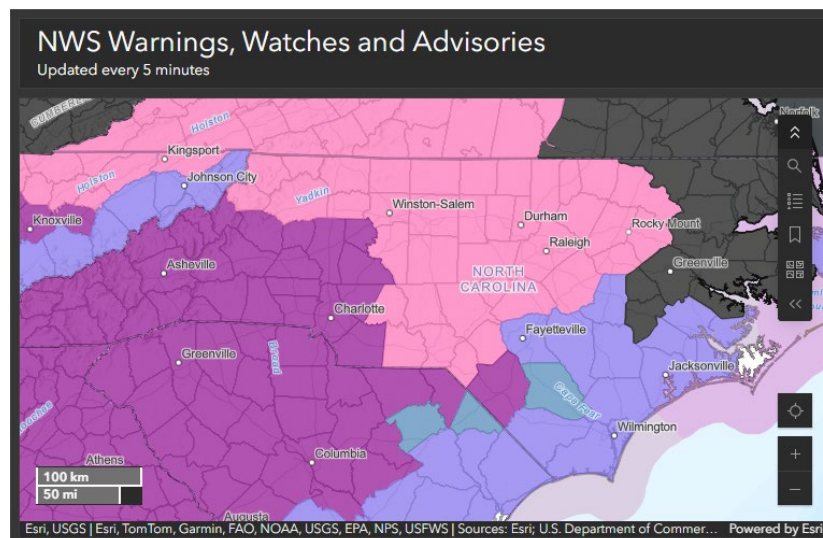 NWS Warnings, Watches and Advisories
Updated every 5 minutes
Norfolk
Holston
Kingsport
Holston
Johnson City
Yadkin
Winston-Salem
Knoxville
Durham
Rocky Mount
Raleigh
Asheville
NORTH
CAROLINA
Greenville
Charlotte
Fayetteville
Greenville
Broad
Jacksonville
Cape Fear
Wilmington
Columbia
Athens
100 km
50 mi
Augusta
Esri, USGS | Esri, TomTom, Garmin, FAO, NOAA, USGS, EPA, NPS, USFWS | Sources: Esri; U.S. Department of Commer... Powered by Esri